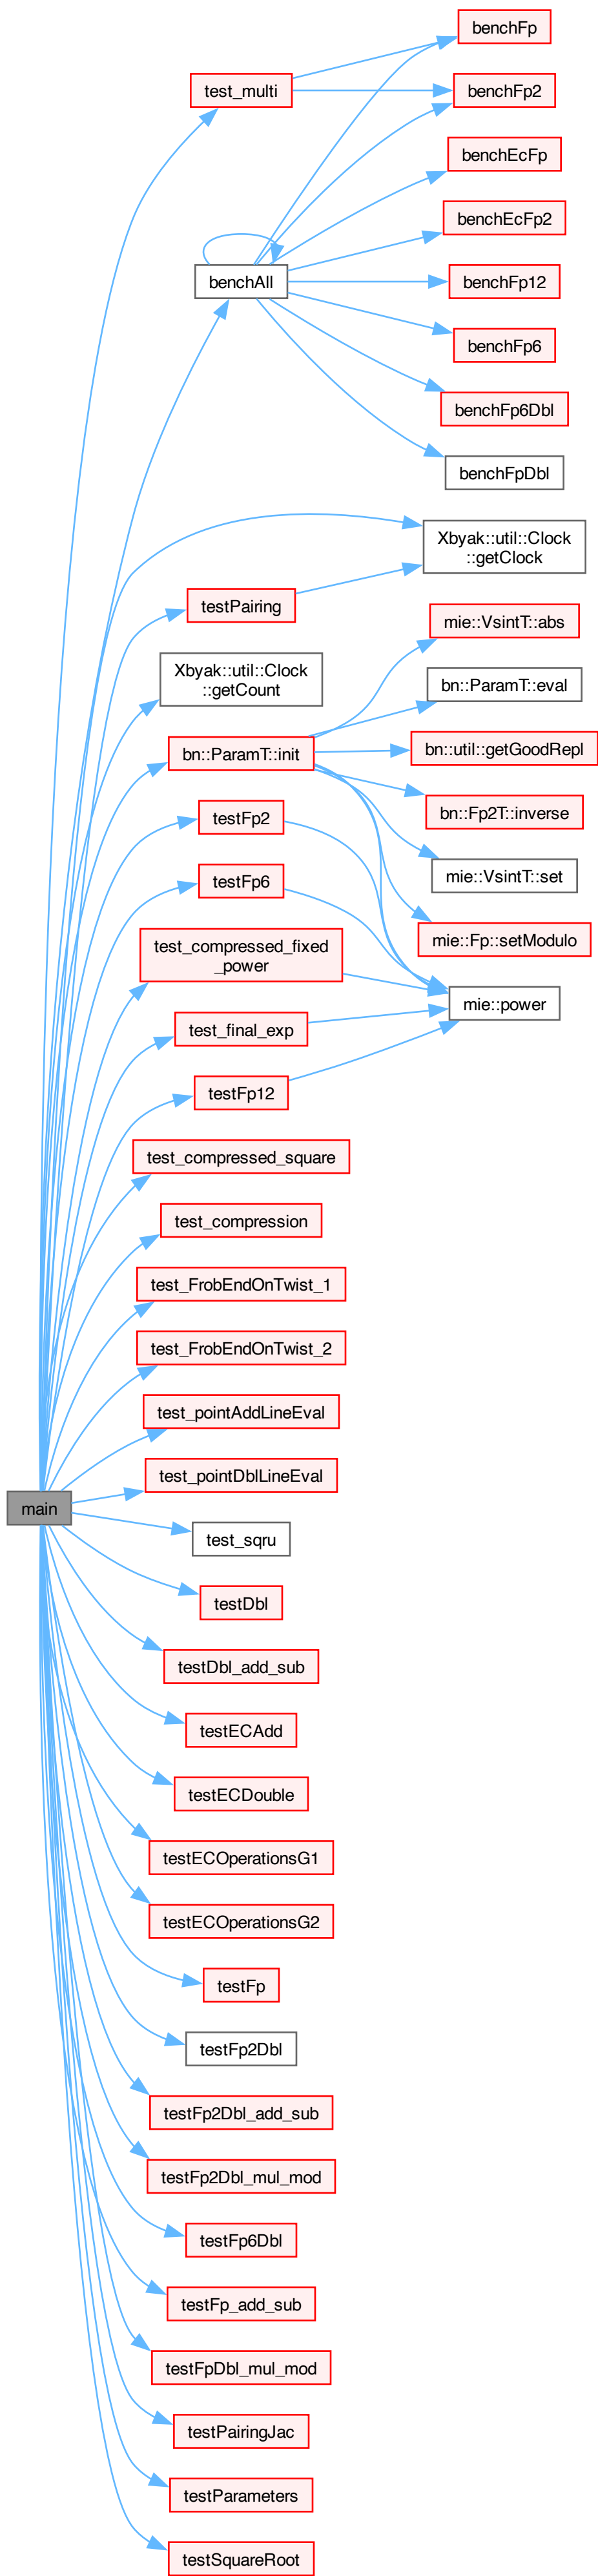 benchFp
test_multi
benchFp2
benchEcFp
benchEcFp2
benchAll
benchFp12
benchFp6
benchFp6Dbl
benchFpDbl
Xbyak::util::Clock
::getClock
testPairing
mie::VsintT::abs
Xbyak::util::Clock
::getCount
bn::ParamT::eval
bn::ParamT::init
bn::util::getGoodRepl
bn::Fp2T::inverse
testFp2
mie::VsintT::set
testFp6
mie::Fp::setModulo
test_compressed_fixed
_power
mie::power
test_final_exp
testFp12
test_compressed_square
test_compression
test_FrobEndOnTwist_1
test_FrobEndOnTwist_2
test_pointAddLineEval
test_pointDblLineEval
main
test_sqru
testDbl
testDbl_add_sub
testECAdd
testECDouble
testECOperationsG1
testECOperationsG2
testFp
testFp2Dbl
testFp2Dbl_add_sub
testFp2Dbl_mul_mod
testFp6Dbl
testFp_add_sub
testFpDbl_mul_mod
testPairingJac
testParameters
testSquareRoot